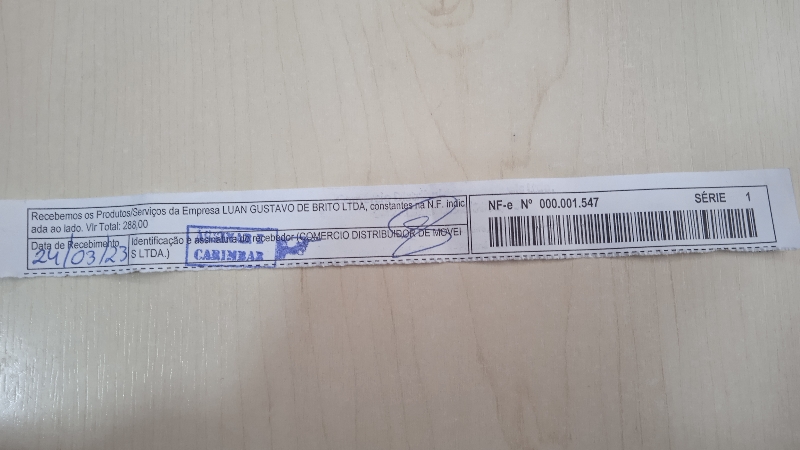 Recebemos os Produtos/Serviços da Empresa LUAN GUSTAVO DE BRITO LTDA, constantes na N.F. indic
ada ao lado. Vlr Total: 288,00
Data de Recebimento
24/03/23
Identificação e assinatura do recebedor (COMERCIO DISTRIBUIDOR DE MOVEI
S LTDA.)
ASSINAR
CARIMBAR
NF-e Nº 000.001.547 SÉRIE 1